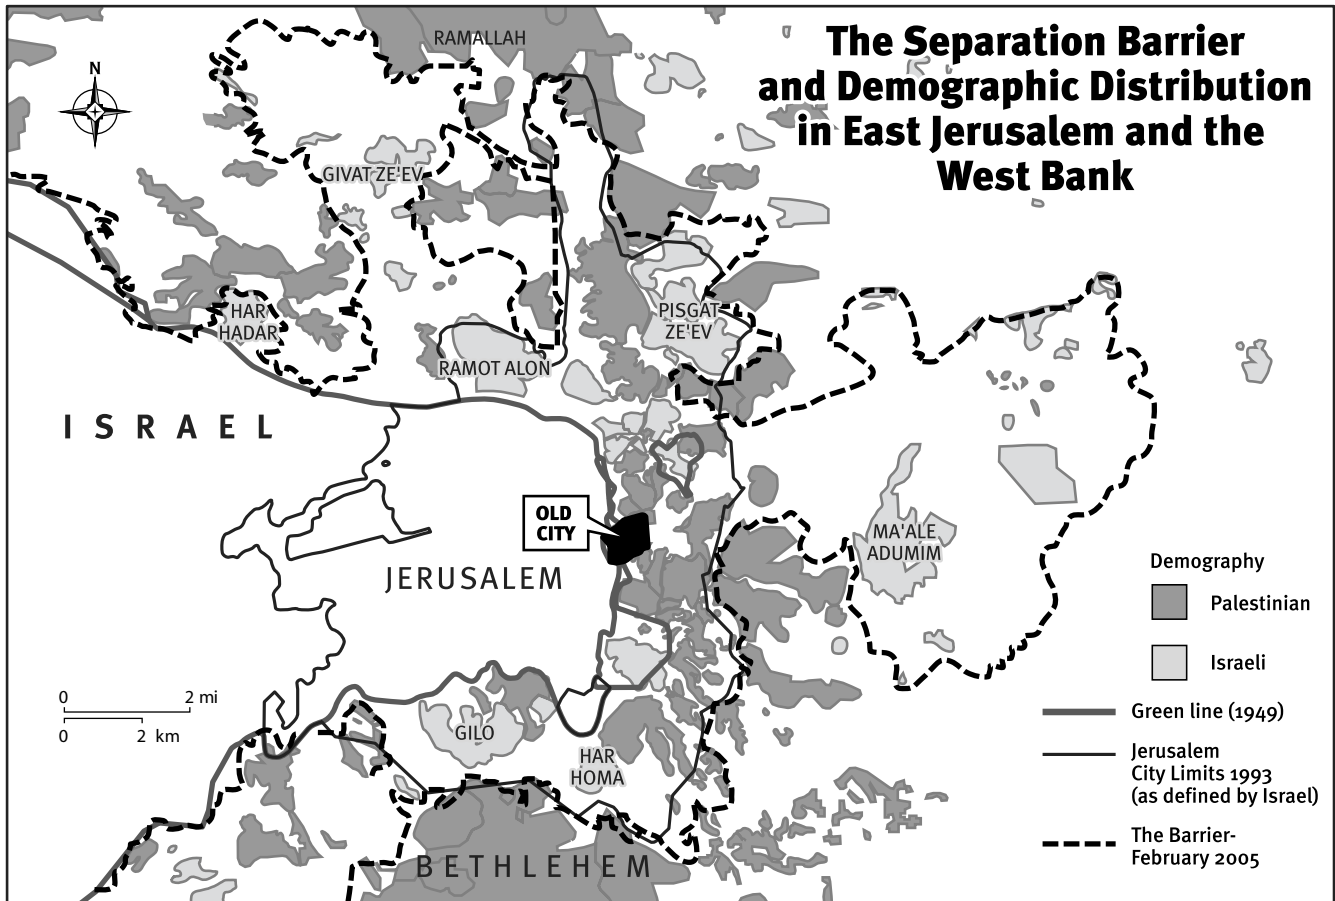 The Separation Barrier
and Demographic Distribution
in East Jerusalem and the
West Bank
N
RAMALLAH
GIVAT ZE'EV
HAR
HADAR
RAMOT ALON
PISGAT
ZE'EV
ISRAEL
OLD
CITY
JERUSALEM
MA'ALE
ADUMIM
GILO
HAR
HOMA
BETHLEHEM
0 2 mi
0 2 km
Demography
Palestinian
Israeli
Green line (1949)
Jerusalem
City Limits 1993
(as defined by Israel)
The Barrier-
February 2005